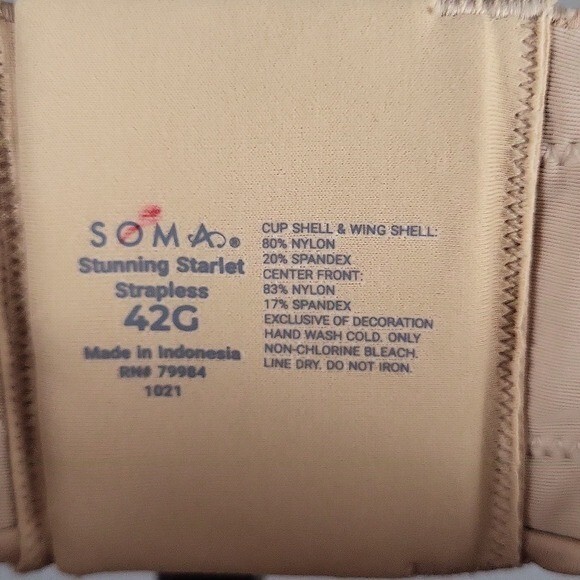 SOMA®
Stunning Starlet
Strapless
42G
Made in Indonesia
RN# 79984
1021
CUP SHELL & WING SHELL:
80% NYLON
20% SPANDEX
CENTER FRONT:
83% NYLON
17% SPANDEX
EXCLUSIVE OF DECORATION
HAND WASH COLD. ONLY
NON-CHLORINE BLEACH.
LINE DRY. DO NOT IRON.